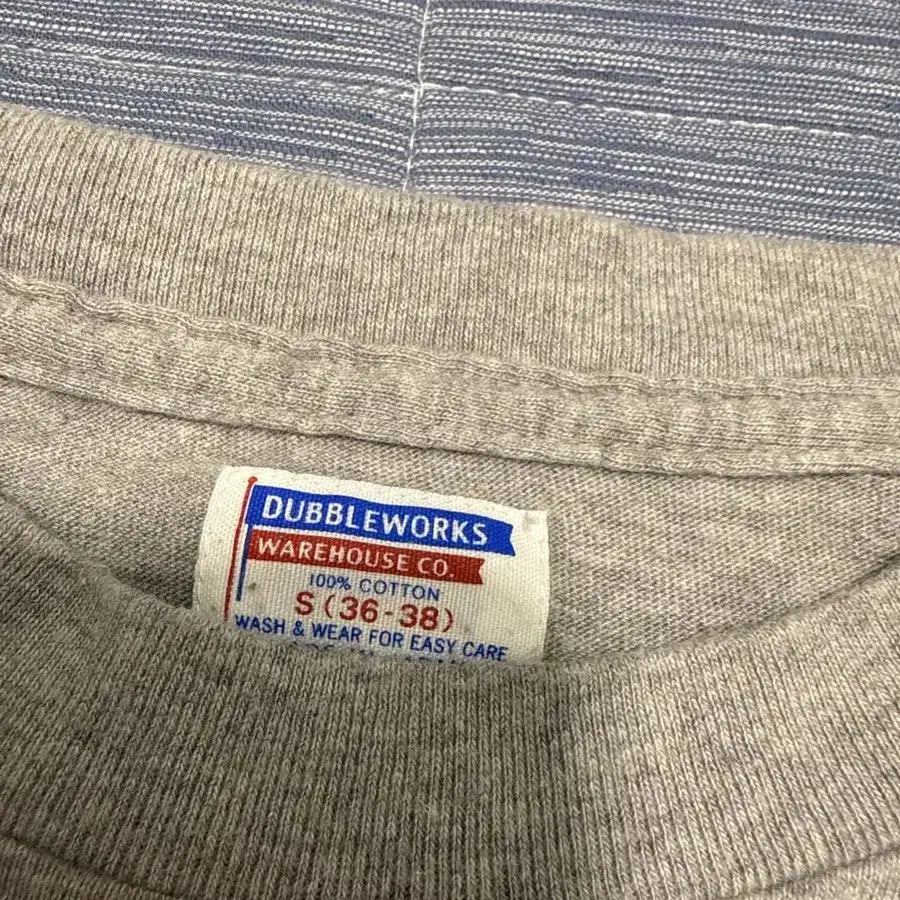 DUBBLEWORKS
WAREHOUSE CO.
100% COTTON
S (36-38)
WASH & WEAR FOR EASY CARE